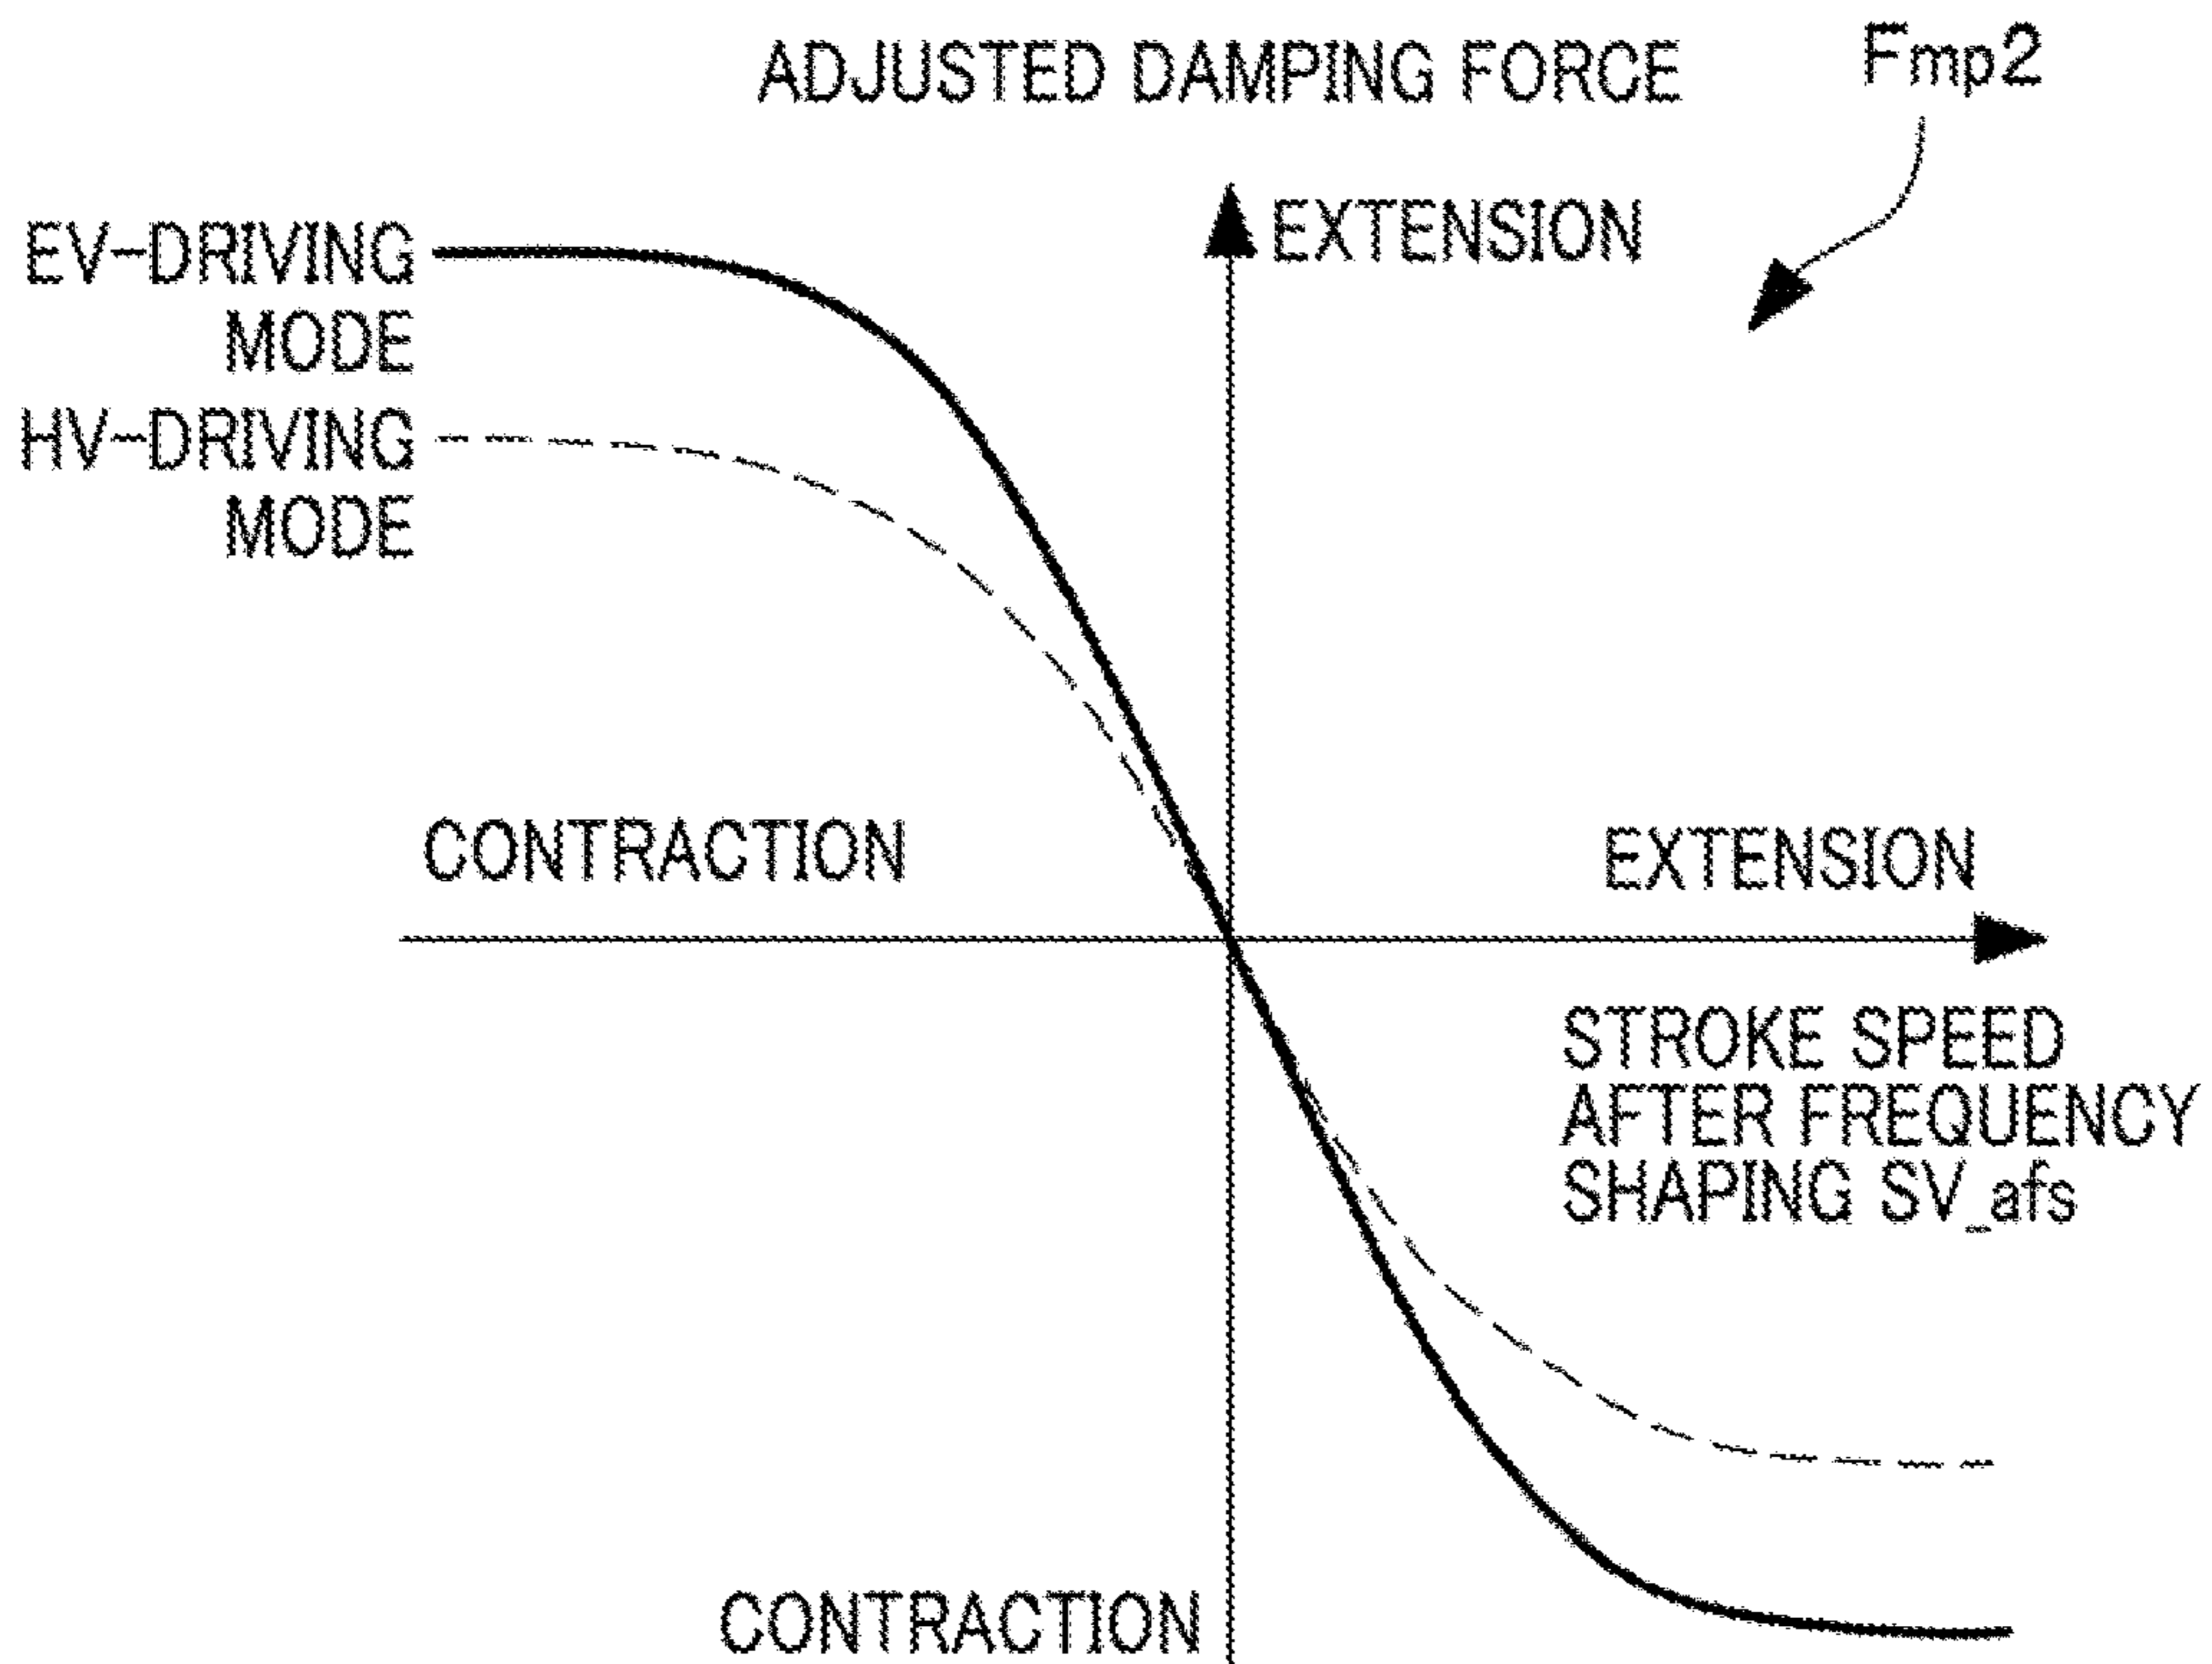 ADJUSTED DAMPING FORCE
Fmp2
EXTENSION
EV-DRIVING
MODE
HV-DRIVING
MODE
CONTRACTION
EXTENSION
STROKE SPEED
AFTER FREQUENCY
SHAPING SV_afs
CONTRACTION